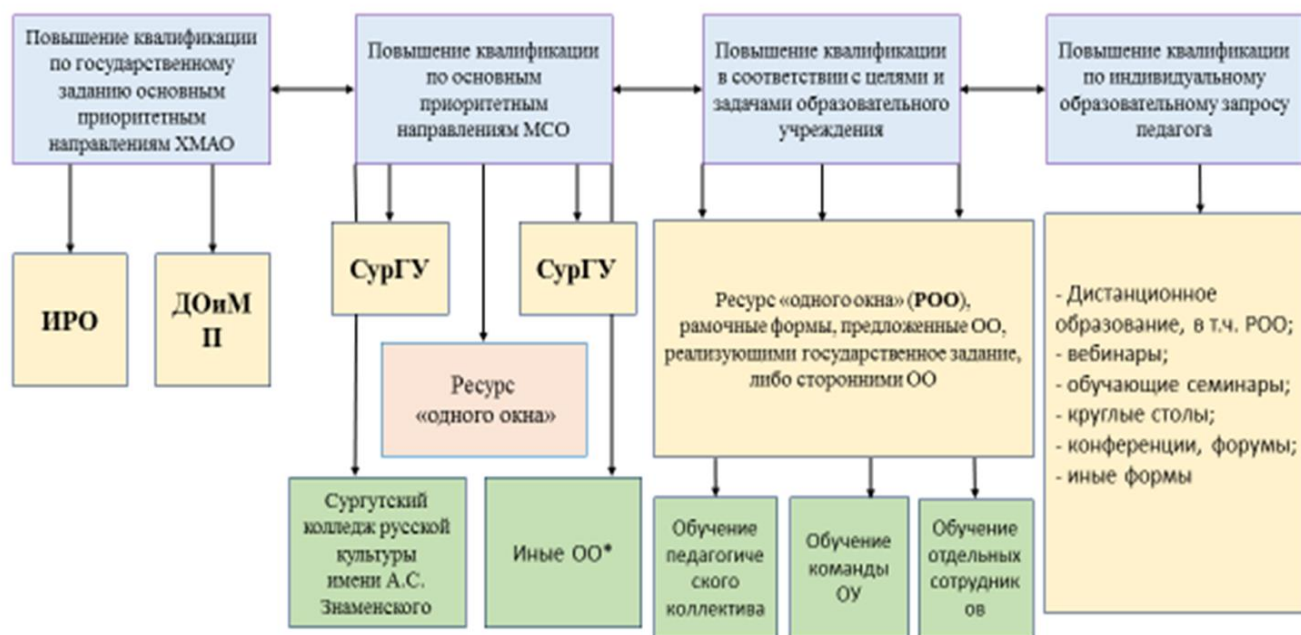 Повышение квалификации
по государственному
заданию основным
приоритетным
направлениям ХМАО
Повышение квалификации
по основным
приоритетным
направлениям МСО
Повышение квалификации
в соответствии с целями и
задачами образовательного
учреждения
Повышение квалификации
по индивидуальному
образовательному запросу
педагога
ИРО
ДОиМ
П
СурГУ
СурГУ
Ресурс
«одного окна»
Сургутский
колледж русской
культуры
имени А.С.
Знаменского
Иные ОО*
Ресурс «одного окна» (РОО),
рамочные формы, предложенные ОО,
реализующими государственное задание,
либо сторонними ОО
Обучение
педагогиче
ского
коллектива
Обучение
команды
ОУ
Обучение
отдельных
сотрудник
ов
- Дистанционное
образование, в т.ч. РОО;
- вебинары;
- обучающие семинары;
- круглые столы;
- конференции, форумы;
- иные формы